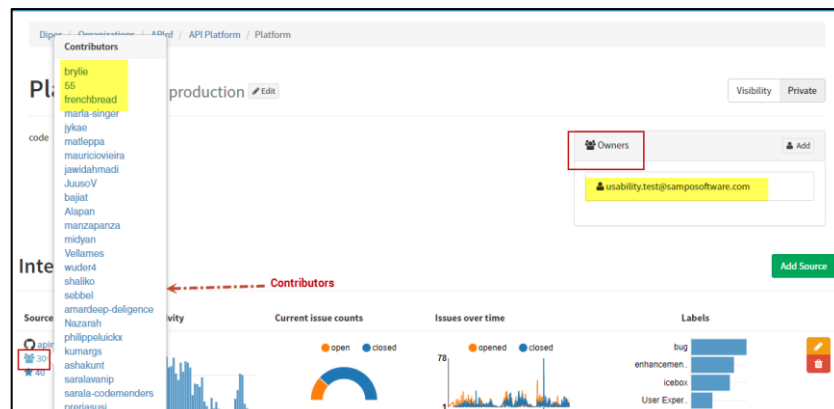 Dipor / Organizations / APInf / API Platform / Platform
Contributors
brylie
55
frenchbread
marla-singer
jykae
matleppa
mauriciovieira
jawidahmadi
JuusoV
bajiat
Alapan
manzapanza
midyan
Vellames
wuder4
shaliko
sebbel
amardeep-deligence
Nazarah
philippeluickx
kumargs
ashakunt
saralavanip
sarala-codemenders
preriasusi
production Edit
Visibility Private
code
Owners
Add
usability.test@samposoftware.com
Inte
Add Source
Contributors
Source
Current issue counts
Issues over time
Labels
apin
30
40
open closed
opened closed
78
1
bug
enhancemen..
icebox
User Exper..